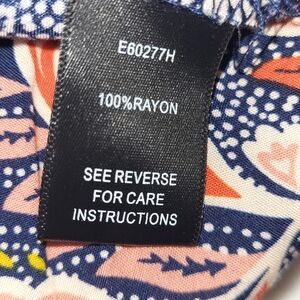 E60277H
100%RAYON
SEE REVERSE
FOR CARE
INSTRUCTIONS